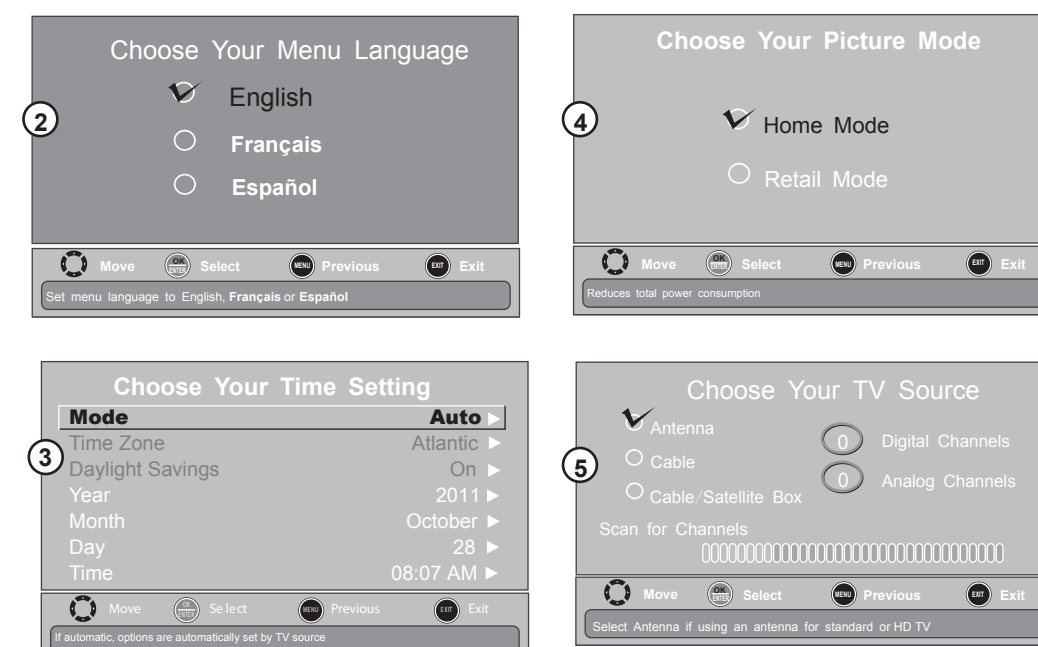 Choose Your Menu Language
English
2
Français
Español
OK ENTER MENU EXIT
Move Select Previous Exit
Set menu language to English, Français or Español
Choose Your Picture Mode
4
Home Mode
Retail Mode
OK ENTER MENU EXIT
Move Select Previous Exit
Reduces total power consumption
Choose Your Time Setting
Mode Auto
Time Zone Atlantic
3
Daylight Savings On
Year 2011
Month October
Day 28
Time 08:07 AM
OK ENTER MENU EXIT
Move Select Previous Exit
If automatic, options are automatically set by TV source
Choose Your TV Source
Antenna
0 Digital Channels
5
Cable
0 Analog Channels
Cable/Satellite Box
Scan for Channels
OK ENTER MENU EXIT
Move Select Previous Exit
Select Antenna if using an antenna for standard or HD TV